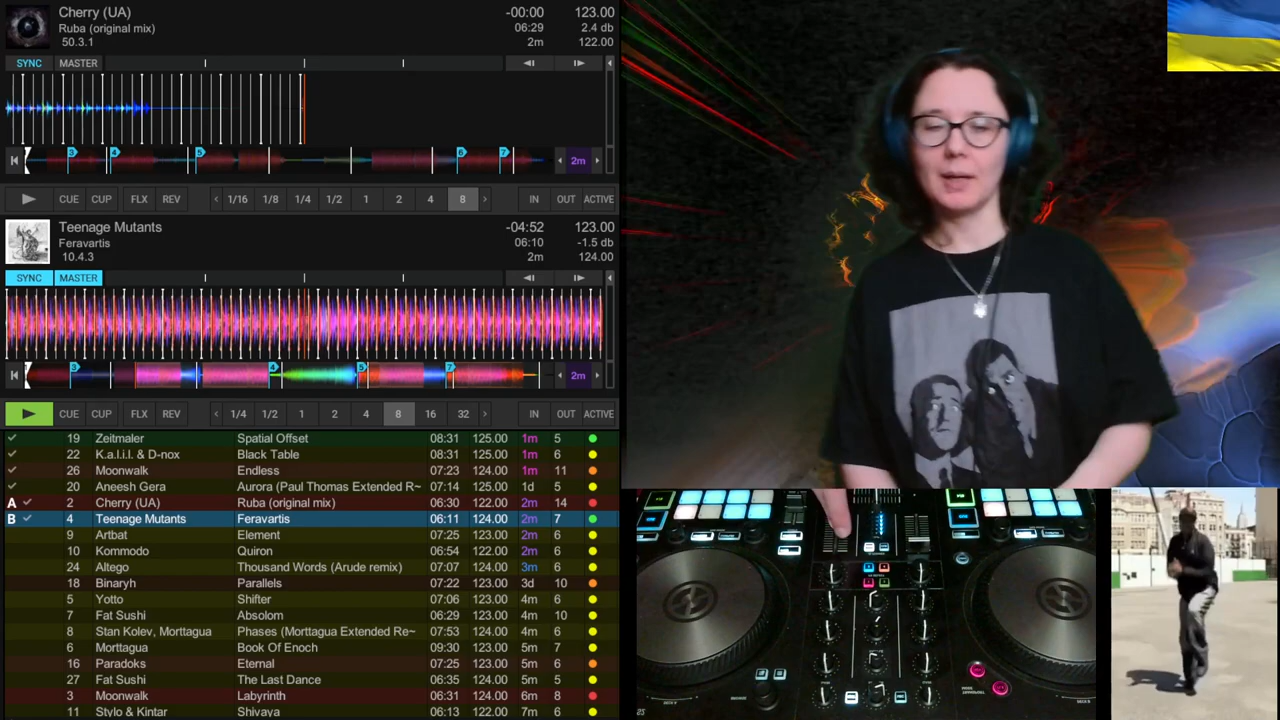 Cherry (UA) -00:00 123.00
Ruba (original mix) 06:29 2.4 db
50.3.1 2m 122.00
SYNC MASTER
3 4 5 6 7 2m
CUE CUP FLX REV 1/16 1/8 1/4 1/2 1 2 4 8 IN OUT ACTIVE
Teenage Mutants -04:52 123.00
Feravartis 06:10 -1.5 db
10.4.3 2m 124.00
SYNC MASTER
3 4 5 7 2m
CUE CUP FLX REV 1/4 1/2 1 2 4 8 16 32 IN OUT ACTIVE
19 Zeitmaler Spatial Offset 08:31 125.00 1m 5
22 K.a.l.i.l. & D-nox Black Table 08:31 125.00 1m 6
26 Moonwalk Endless 07:23 124.00 1m 11
20 Aneesh Gera Aurora (Paul Thomas Extended R~ 07:14 125.00 1d 5
A 2 Cherry (UA) Ruba (original mix) 06:30 122.00 2m 14
B 4 Teenage Mutants Feravartis 06:11 124.00 2m 7
9 Artbat Element 07:25 123.00 2m 6
10 Kommodo Quiron 06:54 122.00 2m 6
24 Altego Thousand Words (Arude remix) 07:07 124.00 3m 6
18 Binaryh Parallels 07:22 123.00 3d 10
5 Yotto Shifter 07:06 123.00 4m 6
7 Fat Sushi Absolom 06:29 123.00 4m 10
8 Stan Kolev, Morttagua Phases (Morttagua Extended Re~ 07:53 124.00 4m 6
6 Morttagua Book Of Enoch 09:30 122.00 5m 7
16 Paradoks Eternal 07:25 123.00 5m 6
27 Fat Sushi The Last Dance 06:35 124.00 5m 5
3 Moonwalk Labyrinth 06:31 124.00 6m 8
11 Stylo & Kintar Shivaya 06:13 122.00 7m 6